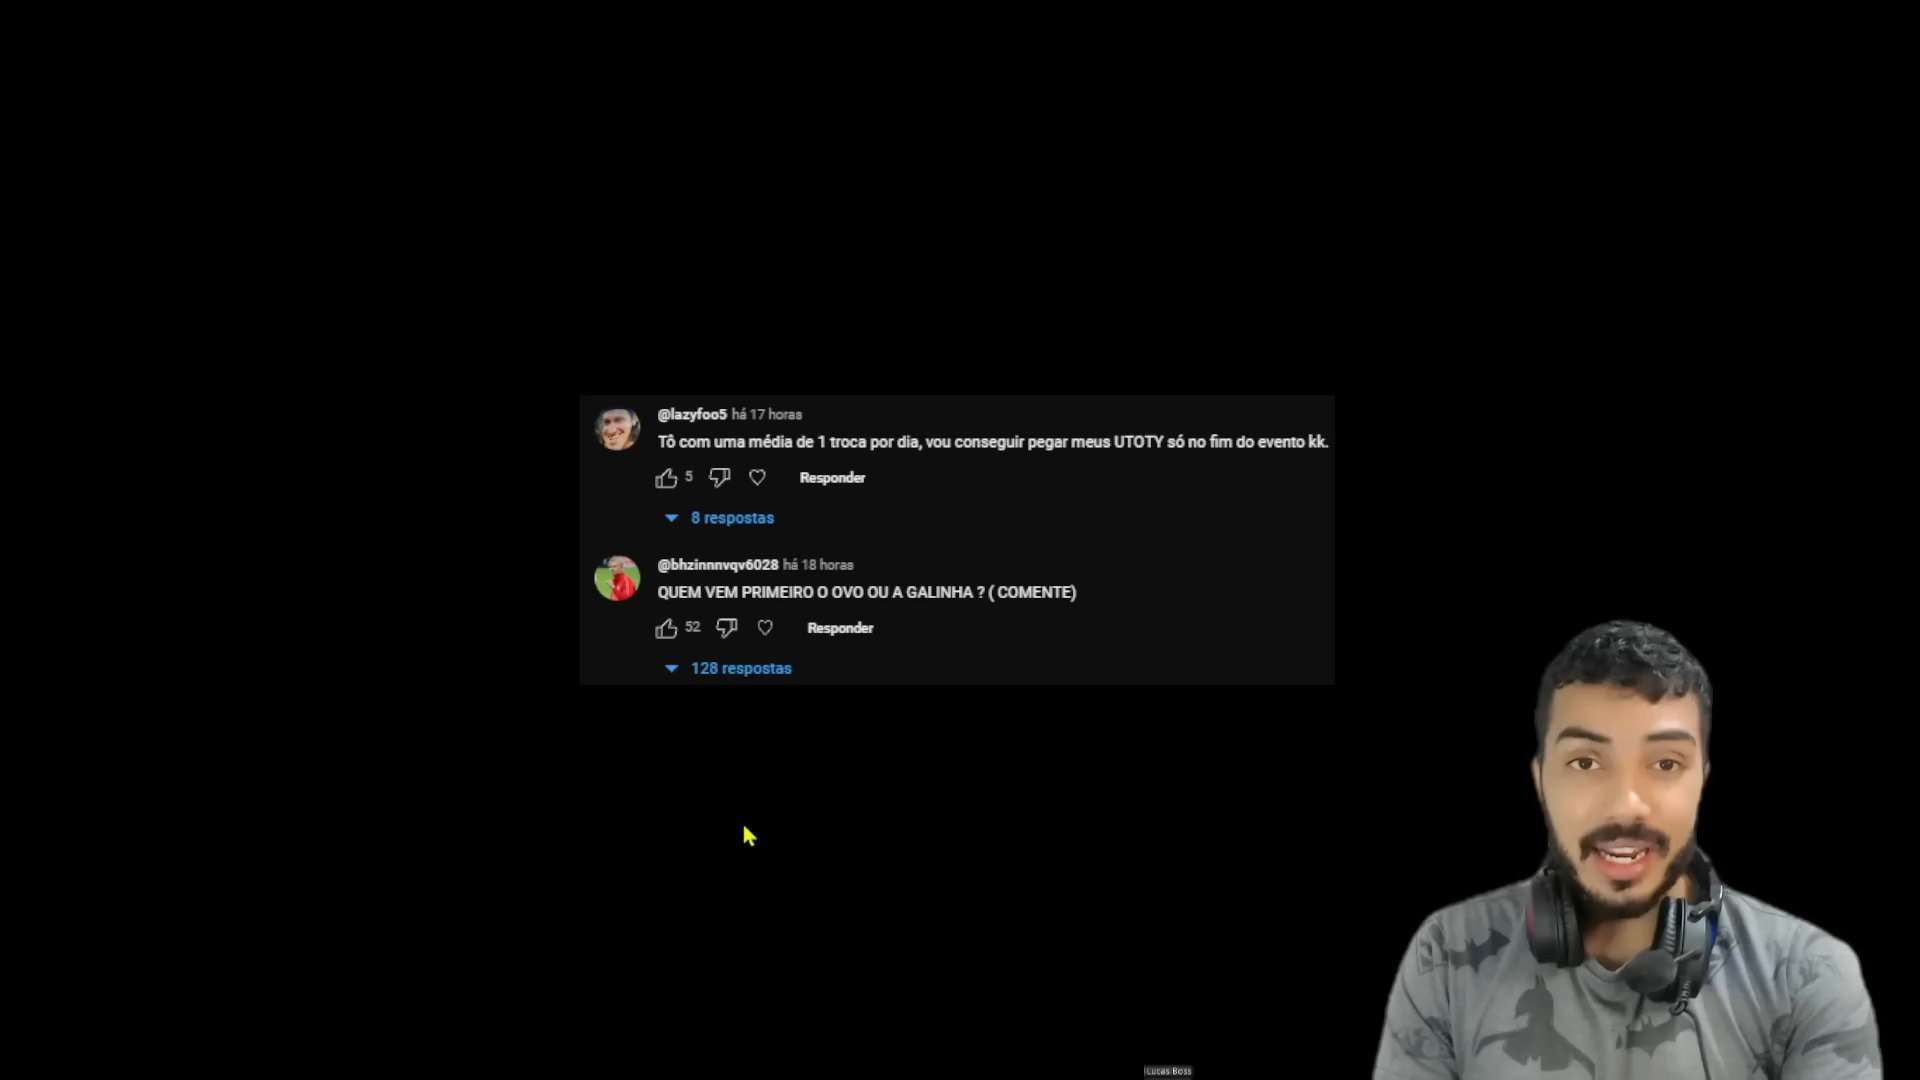 @lazyfoo5 há 17 horas
Tô com uma média de 1 troca por dia, vou conseguir pegar meus UTOTY só no fim do evento kk.
5 Responder
8 respostas
@bhzinnnvqv6028 há 18 horas
QUEM VEM PRIMEIRO O OVO OU A GALINHA ? ( COMENTE)
52 Responder
128 respostas
Lucas Boss